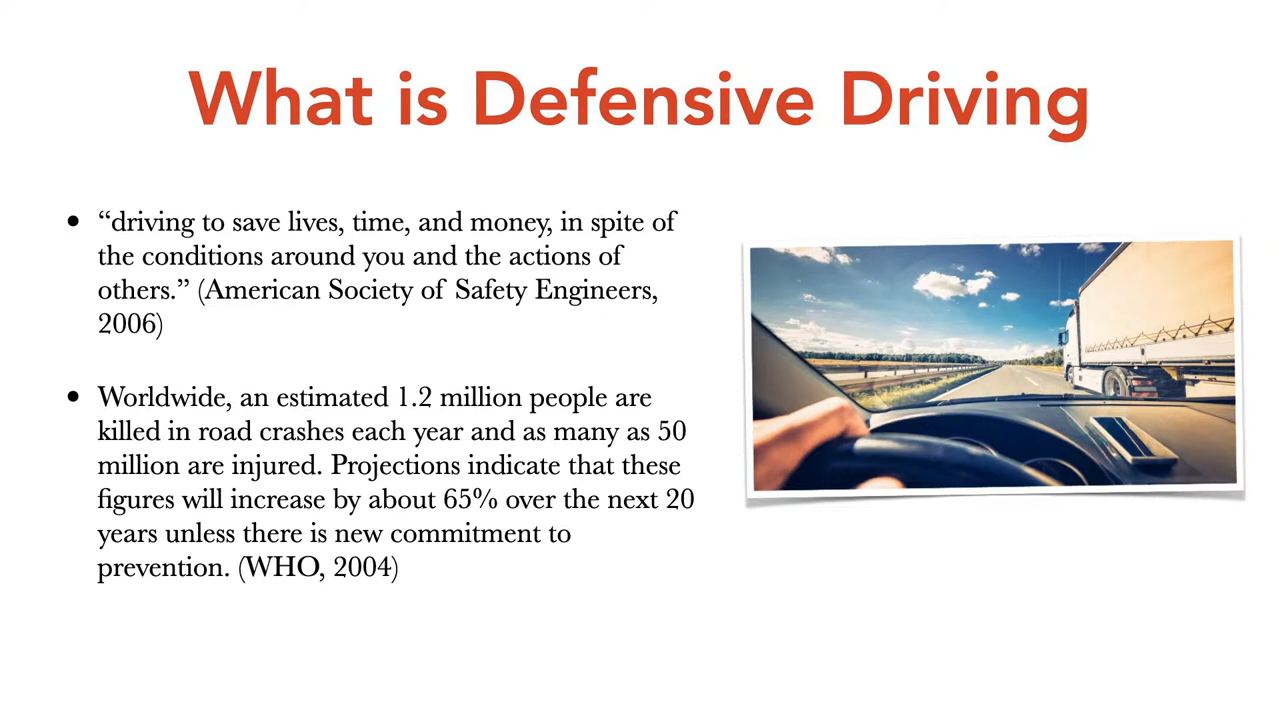 What is Defensive Driving
• “driving to save lives, time, and money, in spite of
the conditions around you and the actions of
others.” (American Society of Safety Engineers,
2006)
• Worldwide, an estimated 1.2 million people are
killed in road crashes each year and as many as 50
million are injured. Projections indicate that these
figures will increase by about 65% over the next 20
years unless there is new commitment to
prevention. (WHO, 2004)